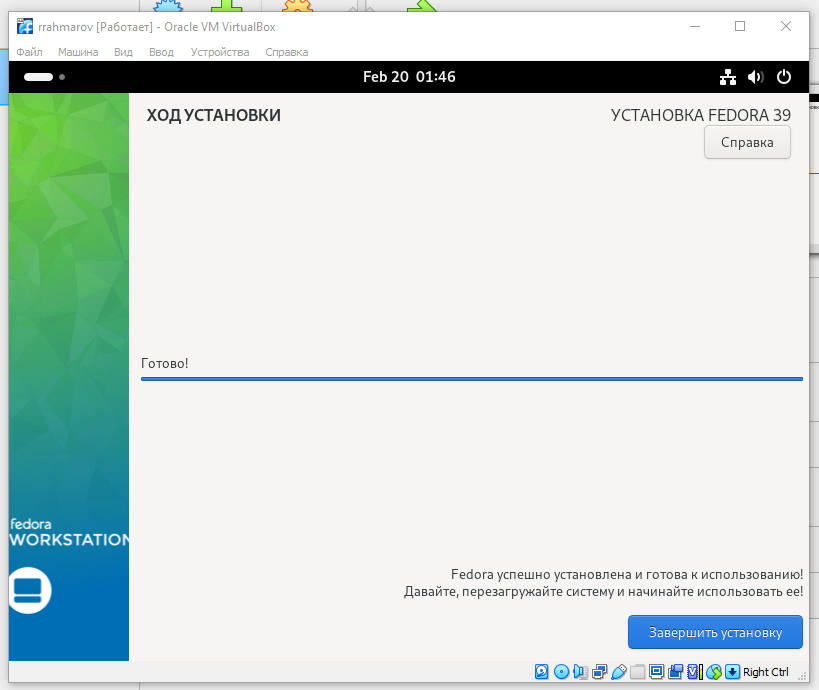 rrahmarov [Работает] - Oracle VM VirtualBox
Файл Машина Вид Ввод Устройства Справка
Feb 20 01:46
ХОД УСТАНОВКИ
УСТАНОВКА FEDORA 39
Справка
Готово!
fedora
WORKSTATION
Fedora успешно установлена и готова к использованию!
Давайте, перезагружайте систему и начинайте использовать ее!
Завершить установку
Right Ctrl